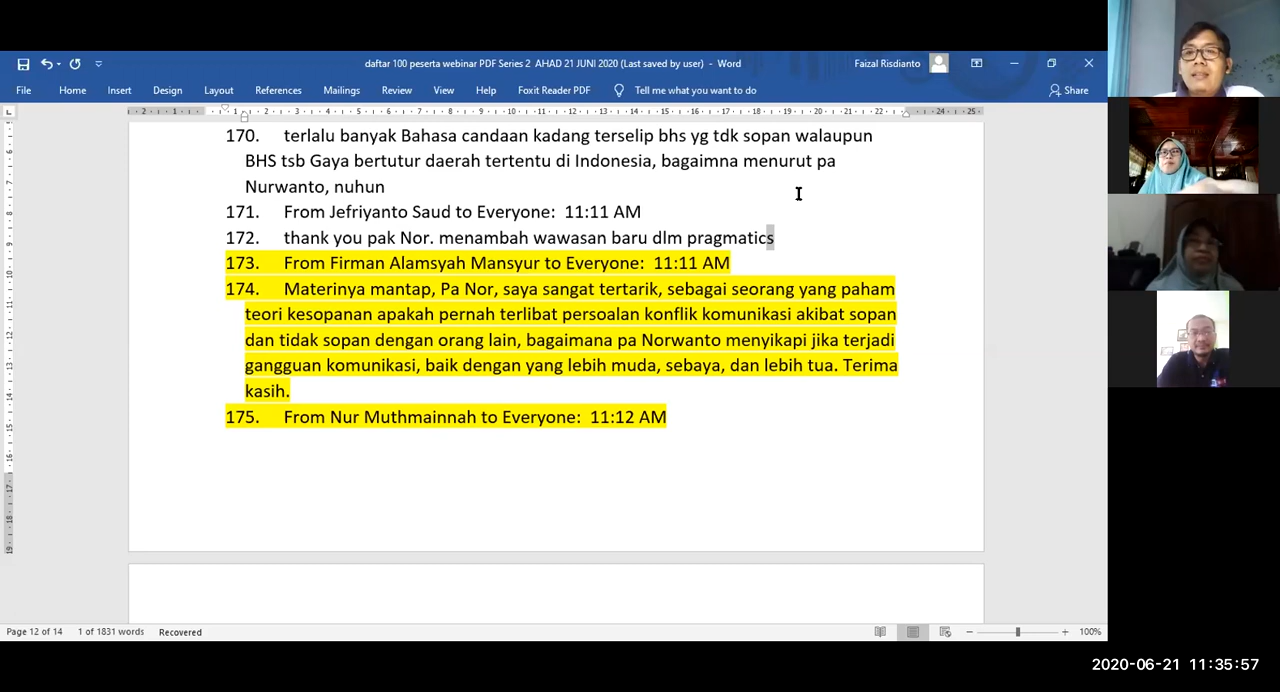 daftar 100 peserta webinar PDF Series 2  AHAD 21 JUNI 2020 (Last saved by user)  -  Word
Faizal Risdianto
File
Home
Insert
Design
Layout
References
Mailings
Review
View
Help
Foxit Reader PDF
Tell me what you want to do
Share
170. terlalu banyak Bahasa candaan kadang terselip bhs yg tdk sopan walaupun
BHS tsb Gaya bertutur daerah tertentu di Indonesia, bagaimna menurut pa
Nurwanto, nuhun
171. From Jefriyanto Saud to Everyone:  11:11 AM
172. thank you pak Nor. menambah wawasan baru dlm pragmatics
173. From Firman Alamsyah Mansyur to Everyone:  11:11 AM
174. Materinya mantap, Pa Nor, saya sangat tertarik, sebagai seorang yang paham
teori kesopanan apakah pernah terlibat persoalan konflik komunikasi akibat sopan
dan tidak sopan dengan orang lain, bagaimana pa Norwanto menyikapi jika terjadi
gangguan komunikasi, baik dengan yang lebih muda, sebaya, dan lebih tua. Terima
kasih.
175. From Nur Muthmainnah to Everyone:  11:12 AM
Page 12 of 14
1 of 1831 words
Recovered
100%
2020-06-21 11:35:57